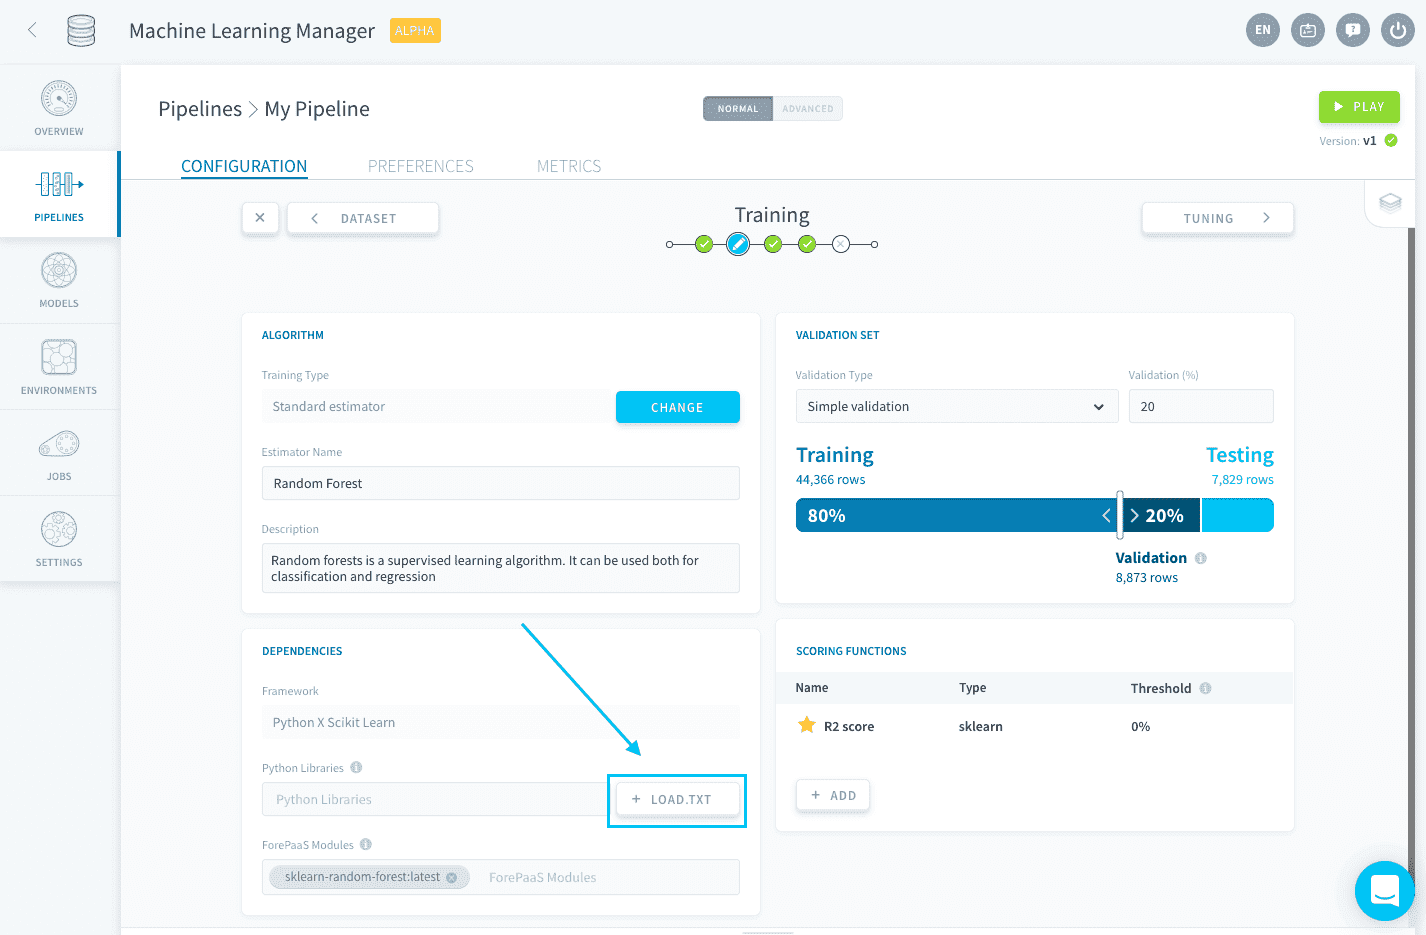 Machine Learning Manager
ALPHA
EN
OVERVIEW
PIPELINES
MODELS
ENVIRONMENTS
JOBS
SETTINGS
Pipelines > My Pipeline
NORMAL
ADVANCED
PLAY
Version: v1
CONFIGURATION
PREFERENCES
METRICS
DATASET
Training
TUNING
ALGORITHM
Training Type
Standard estimator
CHANGE
Estimator Name
Random Forest
Description
Random forests is a supervised learning algorithm. It can be used both for
classification and regression
DEPENDENCIES
Framework
Python X Scikit Learn
Python Libraries
Python Libraries
+ LOAD.TXT
ForePaaS Modules
sklearn-random-forest:latest
ForePaaS Modules
VALIDATION SET
Validation Type
Validation (%)
Simple validation
20
Training
Testing
44,366 rows
7,829 rows
80%
20%
Validation
8,873 rows
SCORING FUNCTIONS
Name
Type
Threshold
R2 score
sklearn
0%
+ ADD